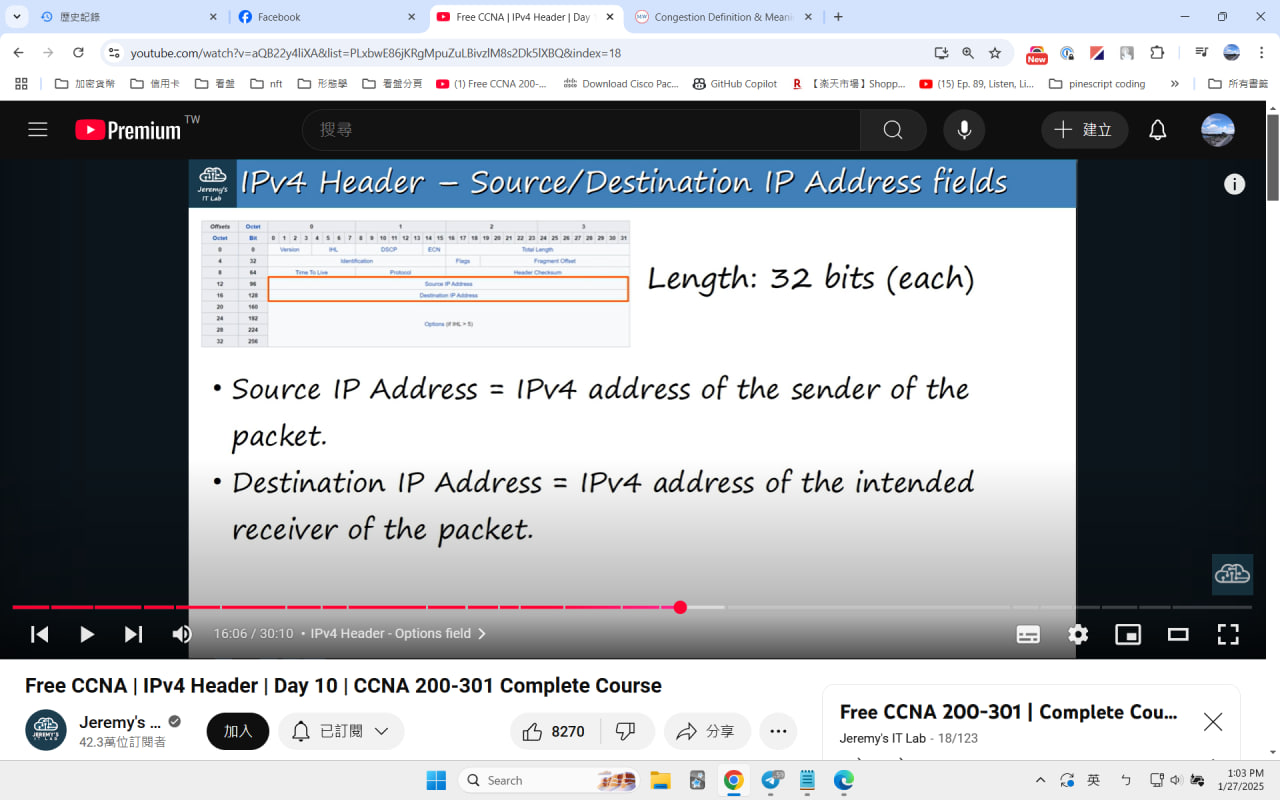 歷史記錄
Facebook
Free CCNA | IPv4 Header | Day 1
Congestion Definition & Meani
youtube.com/watch?v=aQB22y4liXA&list=PLxbwE86jKRgMpuZuLBivzlM8s2Dk5lXBQ&index=18
New
加密貨幣
信用卡
看盤
nft
形態學
看盤分頁
(1) Free CCNA 200-...
Download Cisco Pac...
GitHub Copilot
【楽天市場】Shopp...
(15) Ep. 89, Listen, Li...
pinescript coding
所有書籤
Premium TW
搜尋
建立
Jeremy's
IT Lab
IPv4 Header – Source/Destination IP Address fields
Offsets Octet 0 1 2 3
Octet Bit 0 1 2 3 4 5 6 7 8 9 10 11 12 13 14 15 16 17 18 19 20 21 22 23 24 25 26 27 28 29 30 31
0 0 Version IHL DSCP ECN Total Length
4 32 Identification Flags Fragment Offset
8 64 Time To Live Protocol Header Checksum
12 96 Source IP Address
16 128 Destination IP Address
20 160
24 192
Options (if IHL > 5)
28 224
32 256
Length: 32 bits (each)
• Source IP Address = IPv4 address of the sender of the
packet.
• Destination IP Address = IPv4 address of the intended
receiver of the packet.
16:06 / 30:10 • IPv4 Header - Options field
Free CCNA | IPv4 Header | Day 10 | CCNA 200-301 Complete Course
JEREMY'S
IT LAB
Jeremy's ...
42.3萬位訂閱者
加入
已訂閱
8270
分享
Free CCNA 200-301 | Complete Cou...
Jeremy's IT Lab - 18/123
Search
英
ㄅ
1:03 PM
1/27/2025